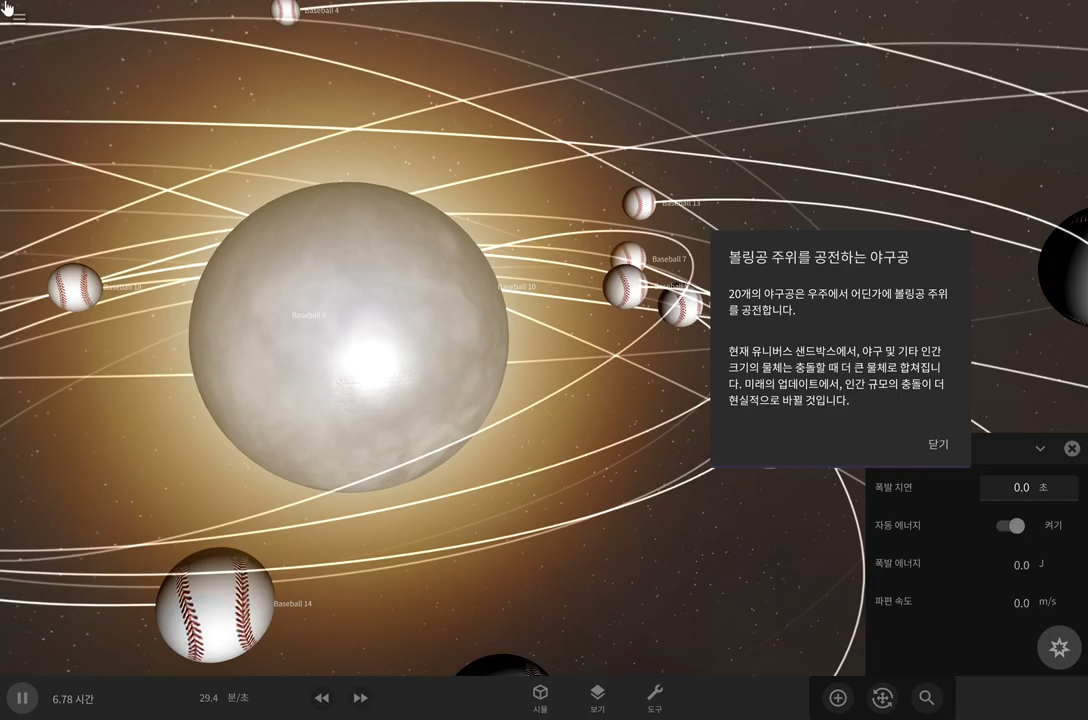 Baseball 4
Baseball 13
볼링공 주위를 공전하는 야구공
Baseball 7
20개의 야구공은 우주에서 어딘가에 볼링공 주위
를 공전합니다.
Baseball 10
현재 유니버스 샌드박스에서, 야구 및 기타 인간
크기의 물체는 충돌할 때 더 큰 물체로 합쳐집니
다. 미래의 업데이트에서, 인간 규모의 충돌이 더
현실적으로 바뀔 것입니다.
닫기
폭발 지연
0.0 초
자동 에너지
켜기
폭발 에너지
0.0 J
파편 속도
0.0 m/s
Baseball 14
6.78 시간
29.4 분/초
시뮬
보기
도구